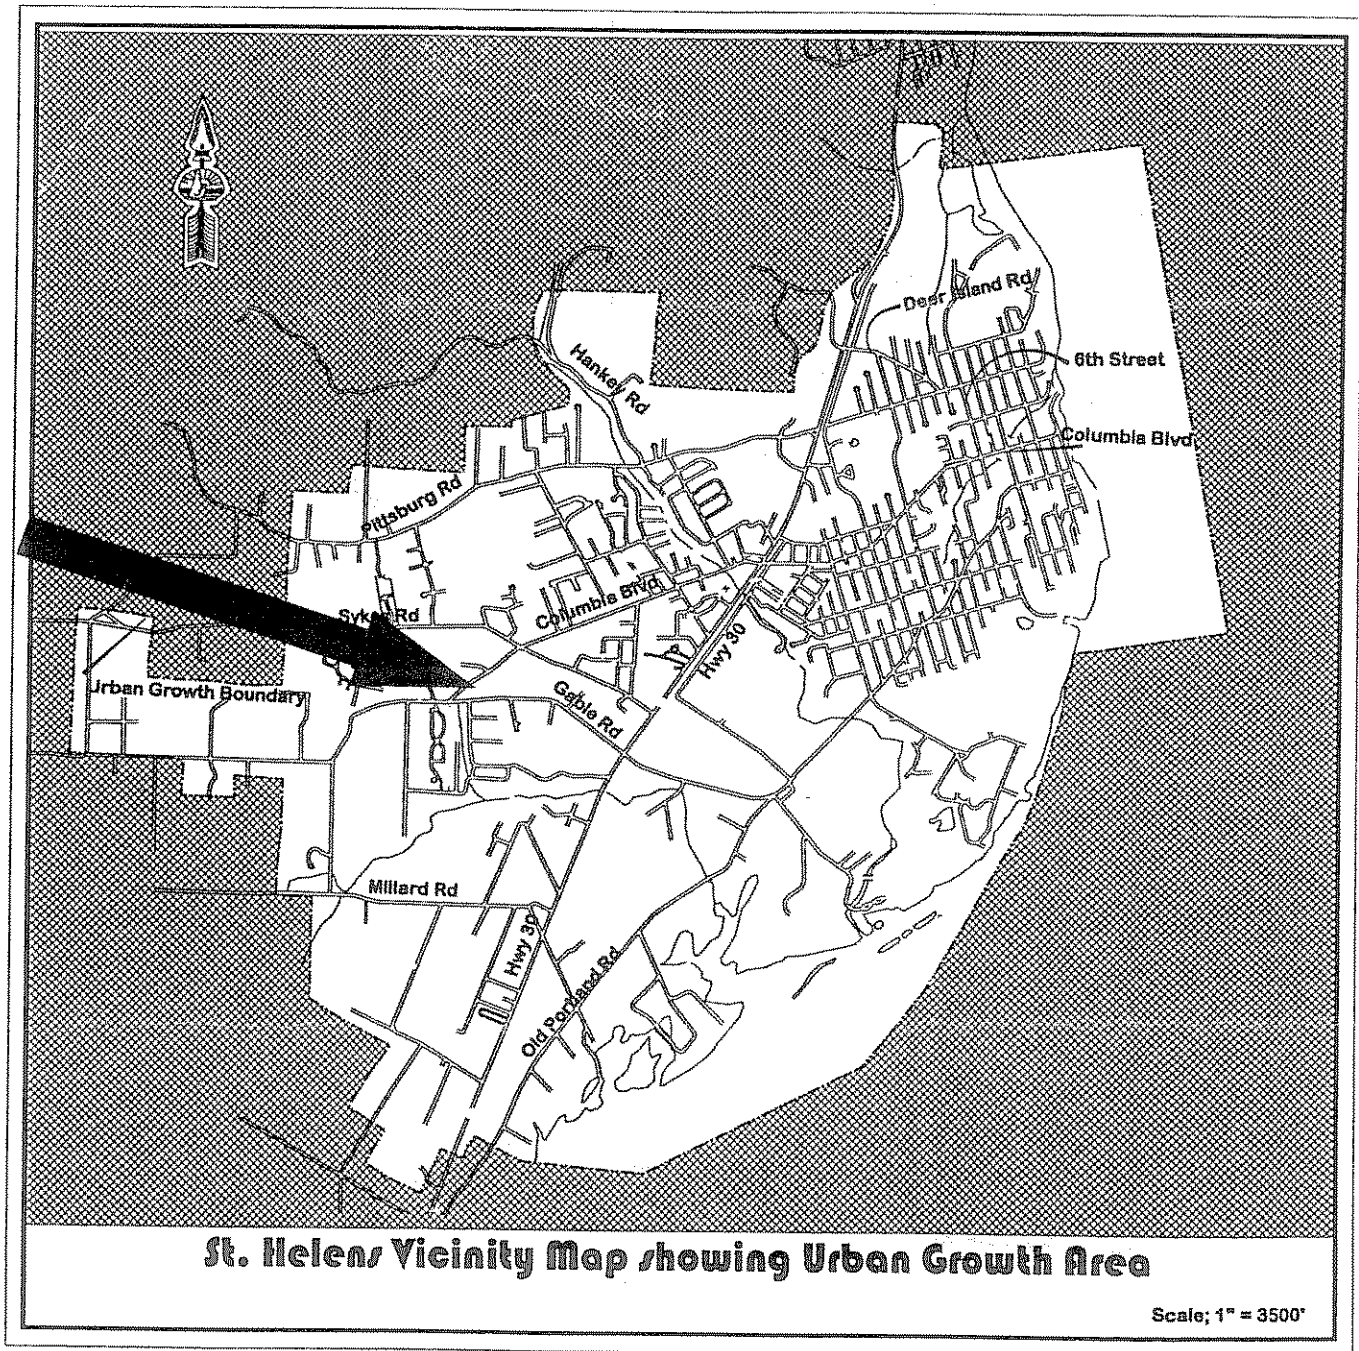 Deer Island Rd
6th Street
Hankey Rd
Columbia Blvd
Pittsburg Rd
Columbia Blvd
Sykes Rd
Hwy 30
Urban Growth Boundary
Gable Rd
Millard Rd
Hwy 30
Old Portland Rd
St. Helens Vicinity Map showing Urban Growth Area
Scale; 1" = 3500'